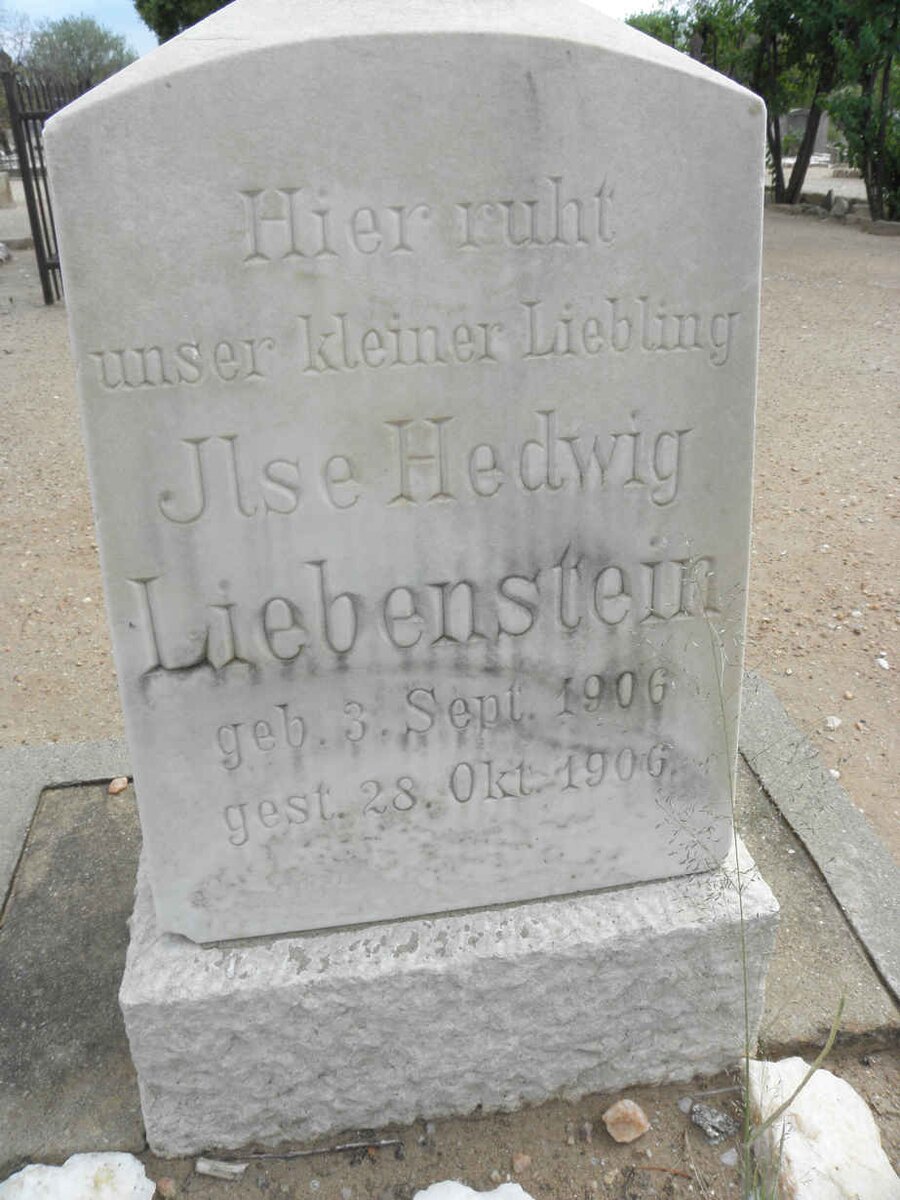 Hier ruht
unser kleiner Liebling
Jlse Hedwig
Liebenstein
geb. 3. Sept. 1906
gest. 28. Okt. 1906.